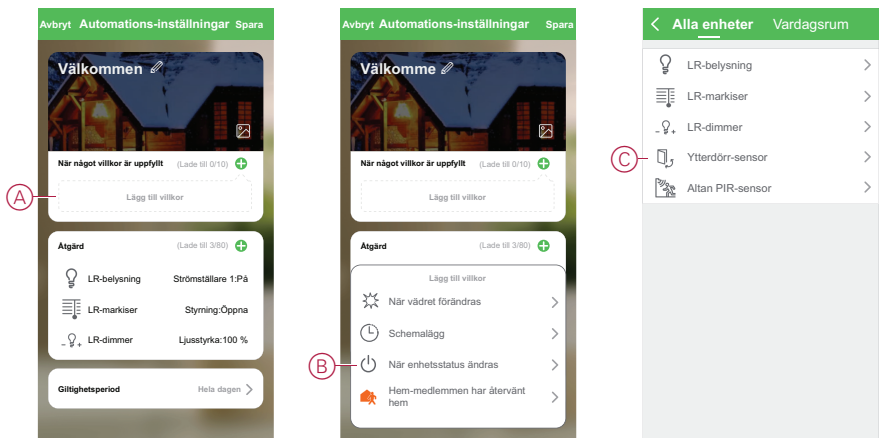 Avbryt Automations-inställningar Spara
Välkommen
När något villkor är uppfyllt (Lade till 0/10)
A
Lägg till villkor
Åtgärd (Lade till 3/80)
LR-belysning Strömställare 1:På
LR-markiser Styrning:Öppna
LR-dimmer Ljusstyrka:100 %
Giltighetsperiod Hela dagen
Avbryt Automations-inställningar Spara
Välkomme
När något villkor är uppfyllt (Lade till 0/10)
Lägg till villkor
Åtgärd (Lade till 3/80)
Lägg till villkor
När vädret förändras
Schemalägg
B
När enhetsstatus ändras
Hem-medlemmen har återvänt
hem
Alla enheter Vardagsrum
LR-belysning
LR-markiser
LR-dimmer
C
Ytterdörr-sensor
Altan PIR-sensor